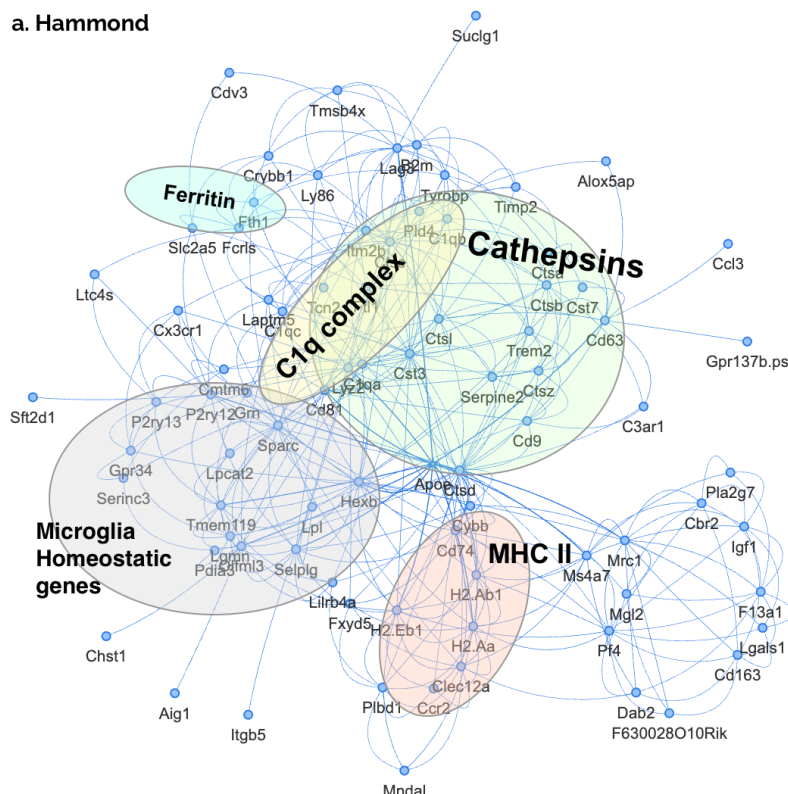 a. Hammond
Suclg1
Cdv3
Tmsb4x
Lag3
B2m
Crybb1
Ly86
Tyrobp
Timp2
Alox5ap
Ferritin
Fth1
Pld4
C1qb
Slc2a5 Fcrls
Itm2b
Cathepsins
Ccl3
Ltc4s
Ctsa
C1q complex
Ctsb Cst7
Laptm5
Cx3cr1
C1qc
Ctsl
Cd63
Trem2
Gpr137b.ps
Cst3
C1qa
Cmtm6
Lyz2
Serpine2
Ctsz
Sft2d1
P2ry13
P2ry12
Grn
Cd81
C3ar1
Sparc
Cd9
Gpr34
Lpcat2
Apoe
Ctsd
Serinc3
Hexb
Pla2g7
Cbr2
Microglia
Homeostatic
genes
Tmem119
Lpl
Cybb
Igf1
Cd74
MHC II
Mrc1
Lgmn
Pdia3
Selplg
Ms4a7
H2.Ab1
Lilrb4a
Mgl2
F13a1
Fxyd5
H2.Eb1
H2.Aa
Pf4
Lgals1
Chst1
Cd163
Clec12a
Plbd1
Ccr2
Aig1
Dab2
Itgb5
F630028O10Rik
Mndal